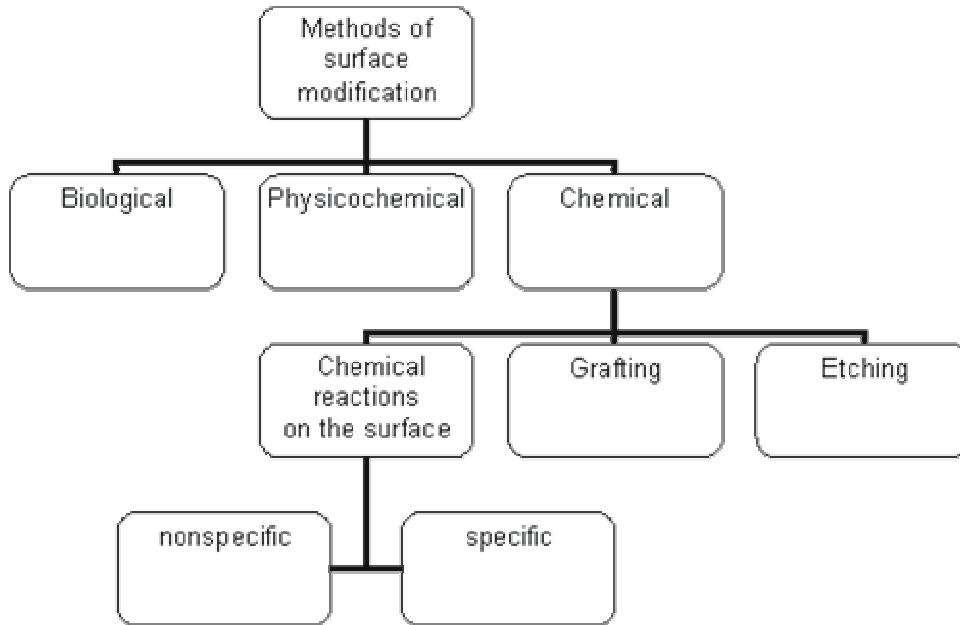 Methods of
surface
modification
Biological
Physicochemical
Chemical
Chemical
reactions
on the surface
Grafting
Etching
nonspecific
specific